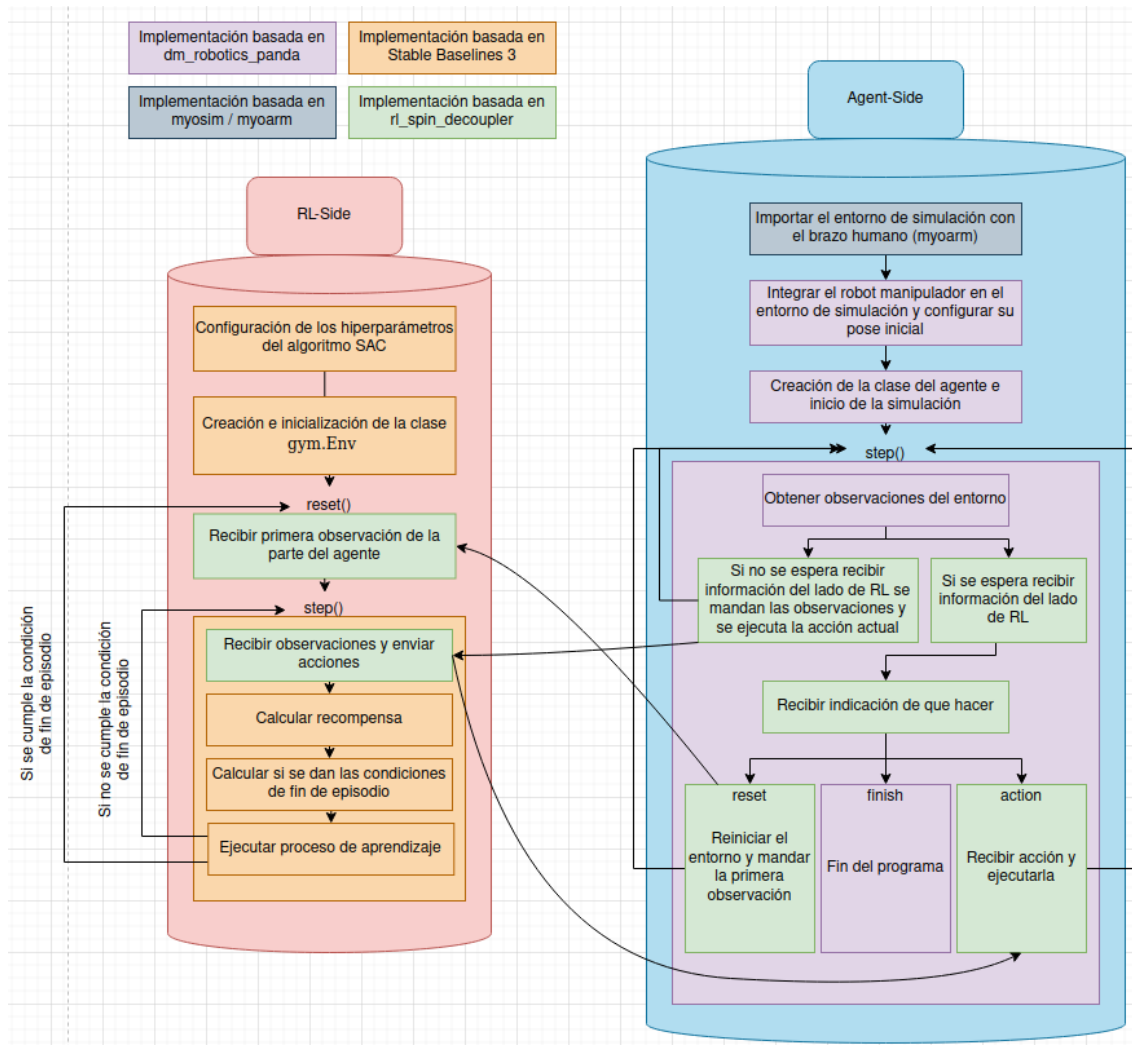 Implementación basada en
dm_robotics_panda
Implementación basada en
Stable Baselines 3
Implementación basada en
myosim / myoarm
Implementación basada en
rl_spin_decoupler
RL-Side
Configuración de los hiperparámetros
del algoritmo SAC
Creación e inicialización de la clase
gym.Env
reset()
Recibir primera observación de la
parte del agente
step()
Recibir observaciones y enviar
acciones
Calcular recompensa
Calcular si se dan las condiciones
de fin de episodio
Ejecutar proceso de aprendizaje
Si se cumple la condición
de fin de episodio
Si no se cumple la condición
de fin de episodio
Agent-Side
Importar el entorno de simulación con
el brazo humano (myoarm)
Integrar el robot manipulador en el
entorno de simulación y configurar su
pose inicial
Creación de la clase del agente e
inicio de la simulación
step()
Obtener observaciones del entorno
Si no se espera recibir
información del lado de RL se
mandan las observaciones y
se ejecuta la acción actual
Si se espera recibir
información del lado
de RL
Recibir indicación de que hacer
reset
Reiniciar el
entorno y mandar
la primera
observación
finish
Fin del programa
action
Recibir acción y
ejecutarla